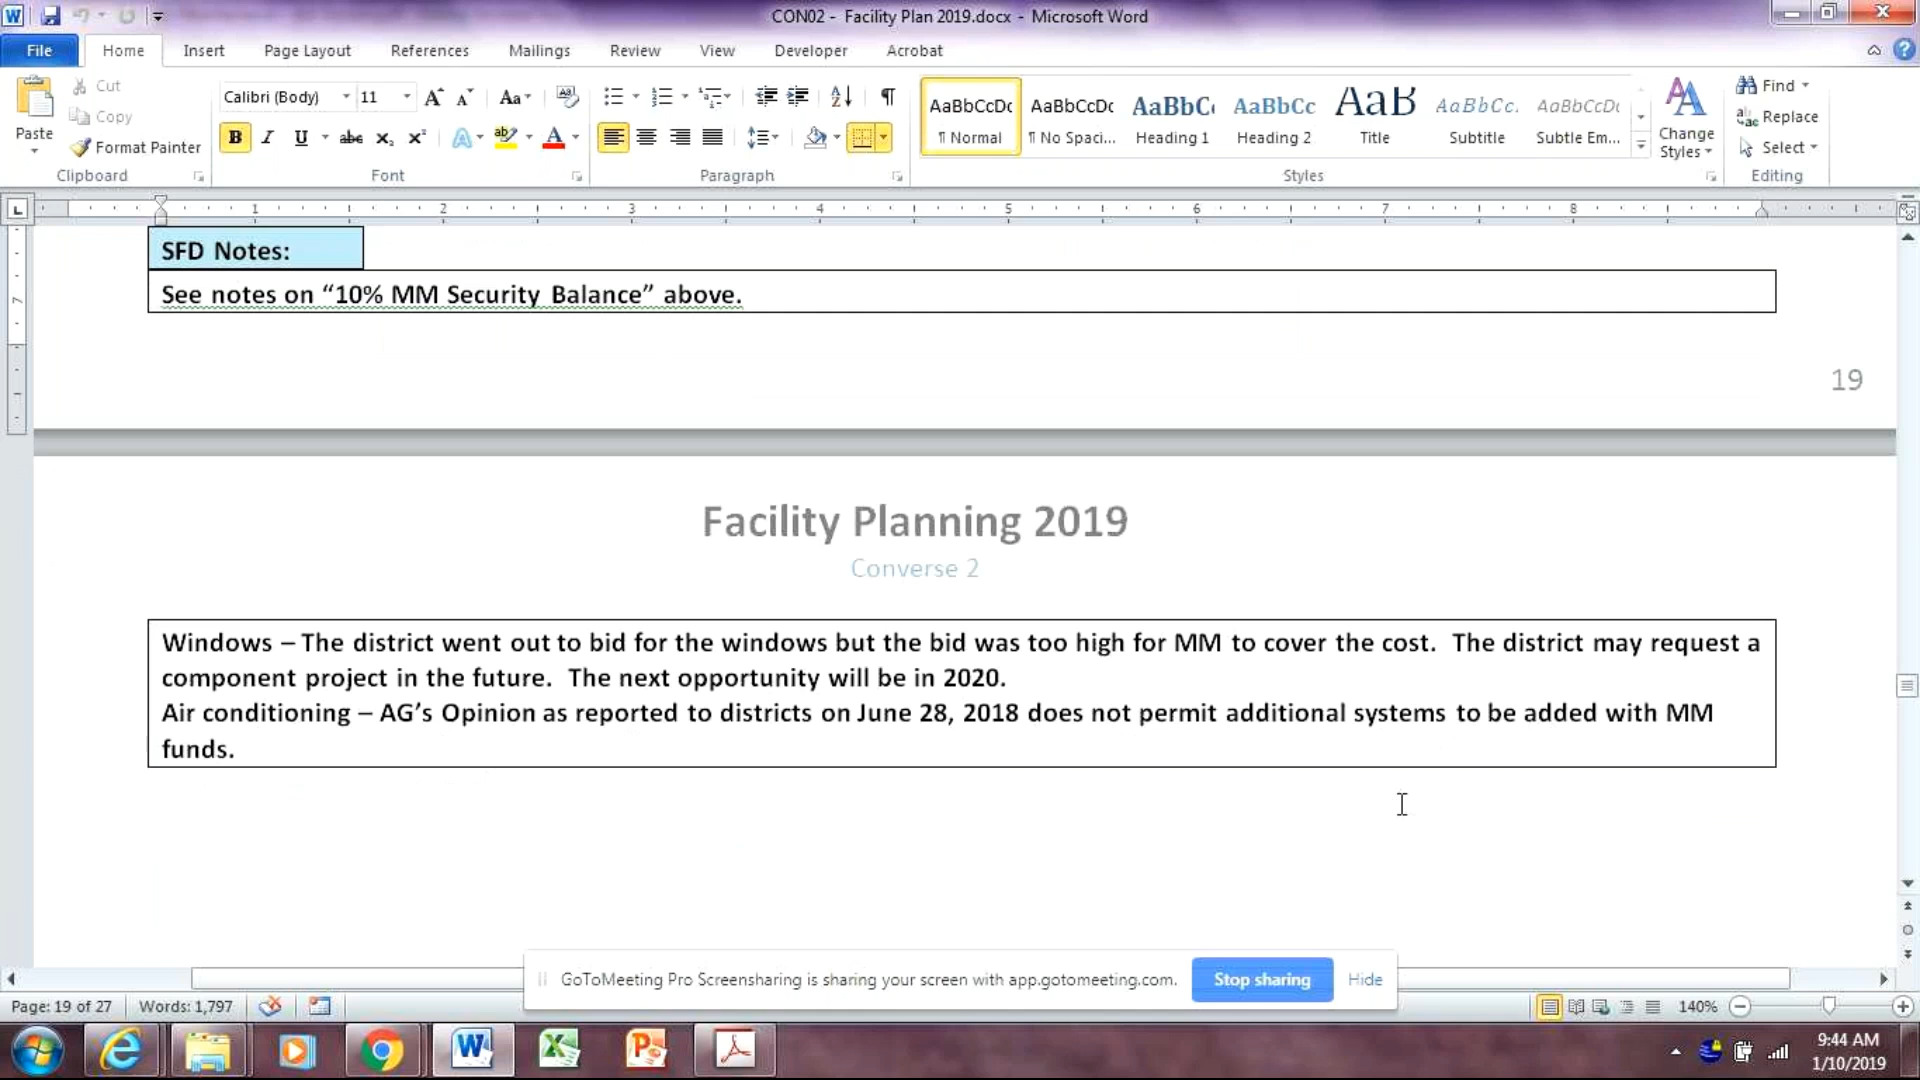 CON02 - Facility Plan 2019.docx - Microsoft Word
File Home Insert Page Layout References Mailings Review View Developer Acrobat
Paste
Cut
Copy
Format Painter
Clipboard
Calibri (Body) 11
Font
Paragraph
AaBbCcDc AaBbCcDc AaBbC AaBbCc AaB AaBbCc. AaBbCcDc
¶ Normal ¶ No Spaci... Heading 1 Heading 2 Title Subtitle Subtle Em...
Styles
Change
Styles
Find
Replace
Select
Editing
1 2 3 4 5 6 7 8
SFD Notes:
See notes on “10% MM Security Balance” above.
19
Facility Planning 2019
Converse 2
Windows – The district went out to bid for the windows but the bid was too high for MM to cover the cost. The district may request a
component project in the future. The next opportunity will be in 2020.
Air conditioning – AG’s Opinion as reported to districts on June 28, 2018 does not permit additional systems to be added with MM
funds.
GoToMeeting Pro Screensharing is sharing your screen with app.gotomeeting.com. Stop sharing Hide
Page: 19 of 27 Words: 1,797 140%
9:44 AM
1/10/2019